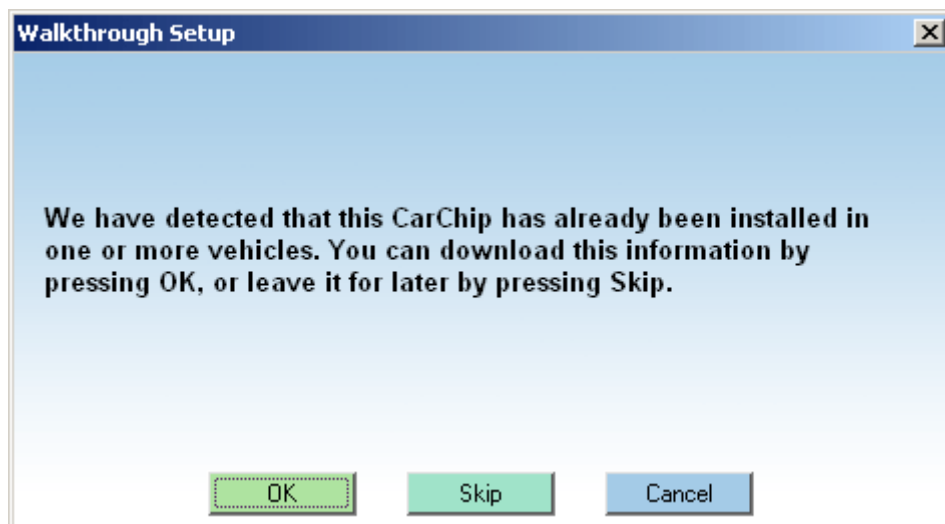 Walkthrough Setup
We have detected that this CarChip has already been installed in
one or more vehicles. You can download this information by
pressing OK, or leave it for later by pressing Skip.
OK Skip Cancel